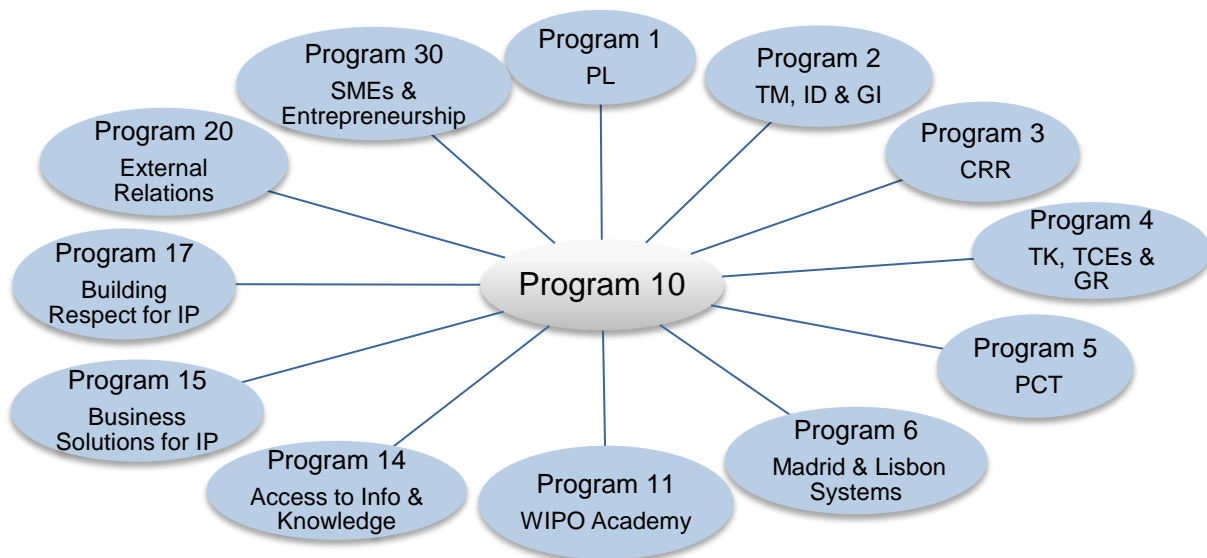 Program 1
PL
Program 2
TM, ID & GI
Program 3
CRR
Program 4
TK, TCEs &
GR
Program 5
PCT
Program 6
Madrid & Lisbon
Systems
Program 11
WIPO Academy
Program 14
Access to Info &
Knowledge
Program 15
Business
Solutions for IP
Program 17
Building
Respect for IP
Program 20
External
Relations
Program 30
SMEs &
Entrepreneurship
Program 10